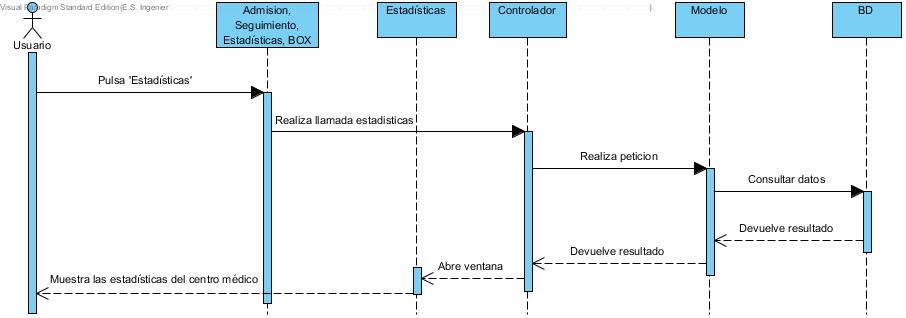 Visual Paradigm Standard Edition(E.S. Ingenier
)
Usuario
Admision,
Seguimiento,
Estadísticas, BOX
Estadísticas
Controlador
Modelo
BD
Pulsa 'Estadísticas'
Realiza llamada estadisticas
Realiza peticion
Consultar datos
Devuelve resultado
Devuelve resultado
Abre ventana
Muestra las estadísticas del centro médico